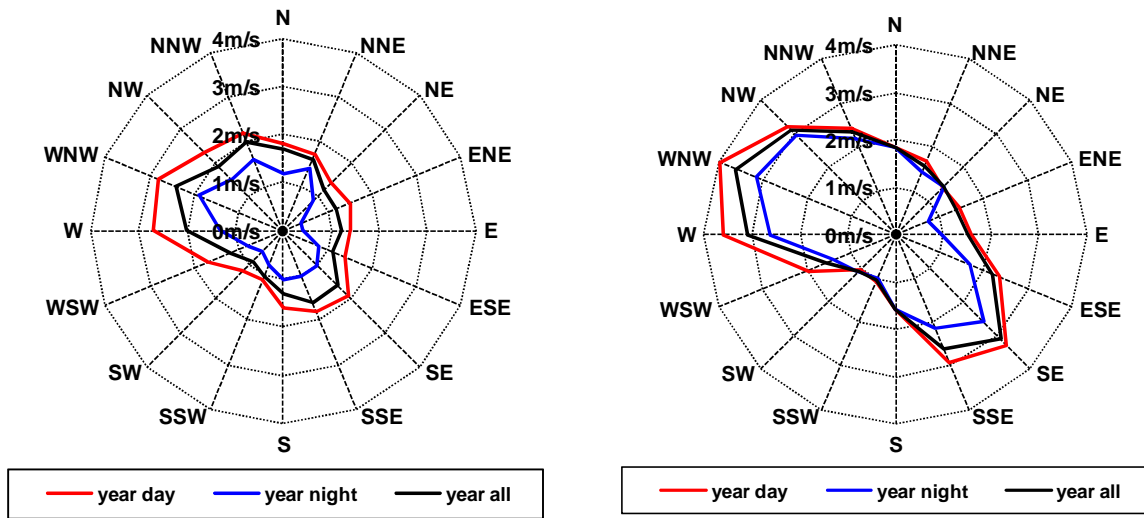 N
NNE
NE
ENE
E
ESE
SE
SSE
S
SSW
SW
WSW
W
WNW
NW
NNW
4m/s
3m/s
2m/s
1m/s
0m/s
year day year night year all
N
NNE
NE
ENE
E
ESE
SE
SSE
S
SSW
SW
WSW
W
WNW
NW
NNW
4m/s
3m/s
2m/s
1m/s
0m/s
year day year night year all